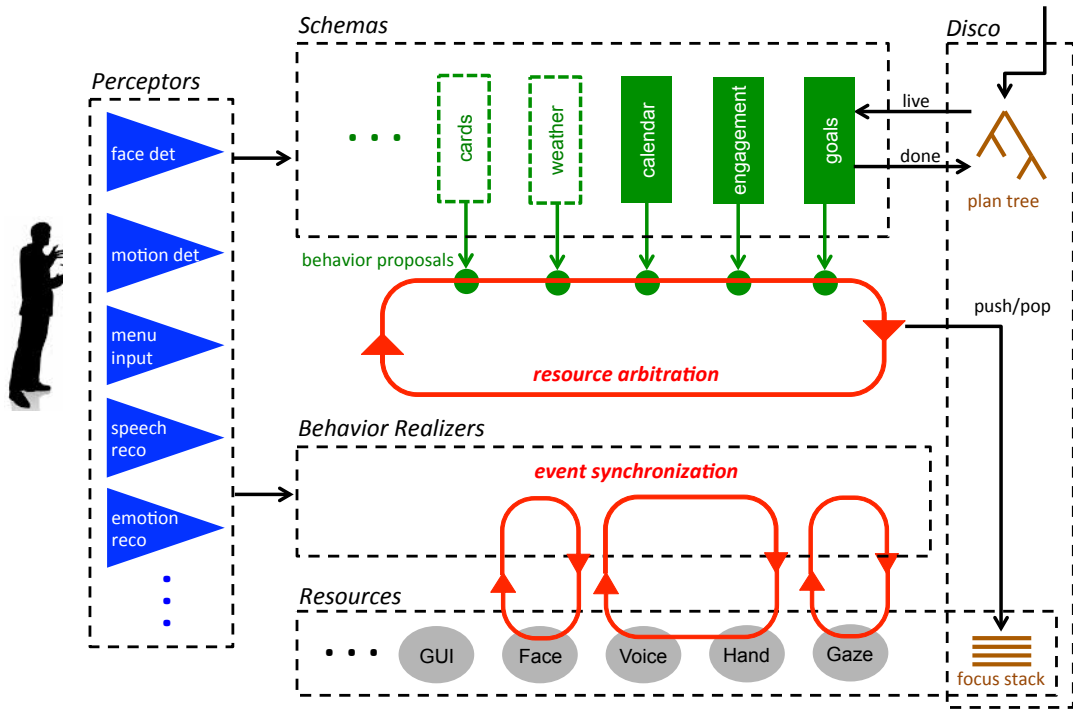 Schemas
Disco
Perceptors
face det
motion det
menu
input
speech
reco
emotion
reco
cards
weather
calendar
engagement
goals
live
done
plan tree
behavior proposals
push/pop
resource arbitration
Behavior Realizers
event synchronization
Resources
GUI
Face
Voice
Hand
Gaze
focus stack